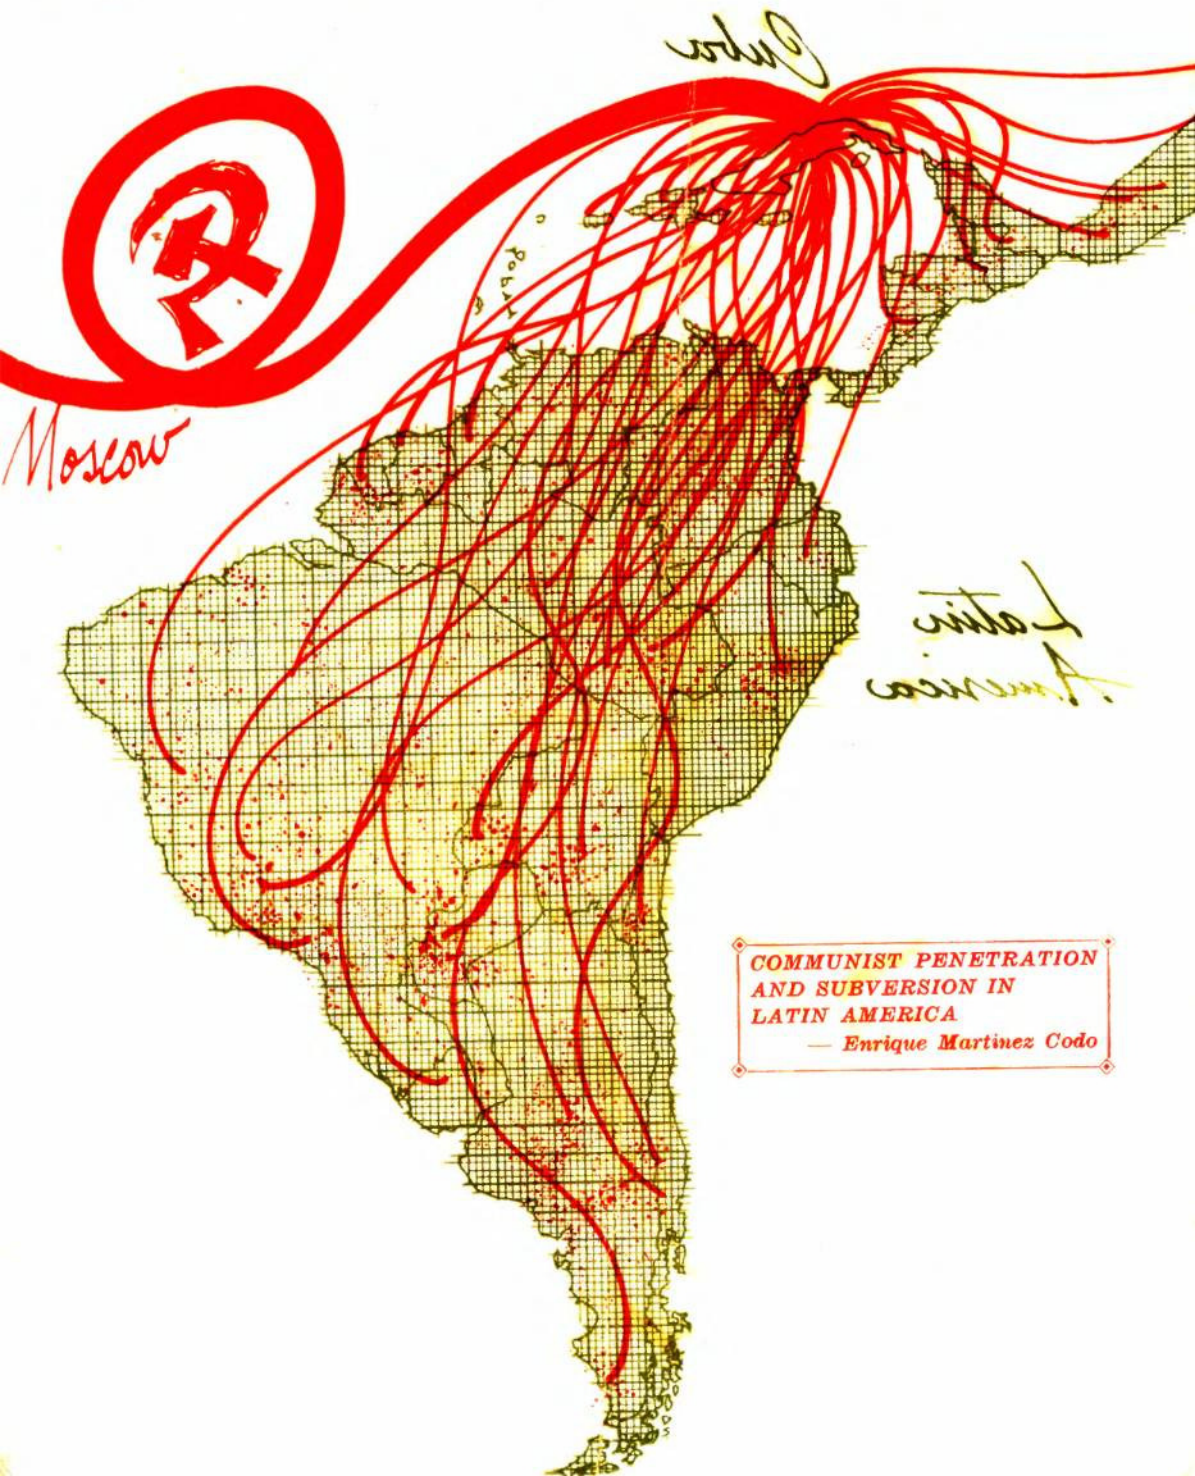 Cuba
Moscow
Latin
America
COMMUNIST PENETRATION
AND SUBVERSION IN
LATIN AMERICA
— Enrique Martinez Codo